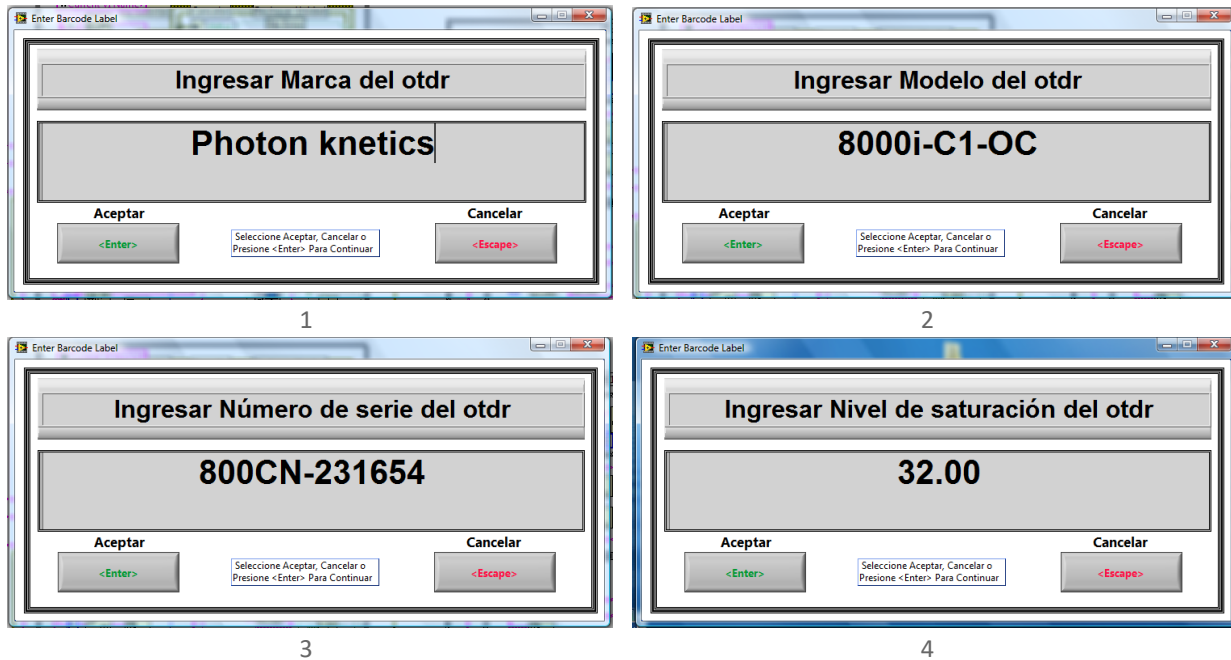 Enter Barcode Label
Ingresar Marca del otdr
Photon knetics
Aceptar
Cancelar
<Enter>
Seleccione Aceptar, Cancelar o
Presione <Enter> Para Continuar
<Escape>
1
Enter Barcode Label
Ingresar Modelo del otdr
8000i-C1-OC
Aceptar
Cancelar
<Enter>
Seleccione Aceptar, Cancelar o
Presione <Enter> Para Continuar
<Escape>
2
Enter Barcode Label
Ingresar Número de serie del otdr
800CN-231654
Aceptar
Cancelar
<Enter>
Seleccione Aceptar, Cancelar o
Presione <Enter> Para Continuar
<Escape>
3
Enter Barcode Label
Ingresar Nivel de saturación del otdr
32.00
Aceptar
Cancelar
<Enter>
Seleccione Aceptar, Cancelar o
Presione <Enter> Para Continuar
<Escape>
4